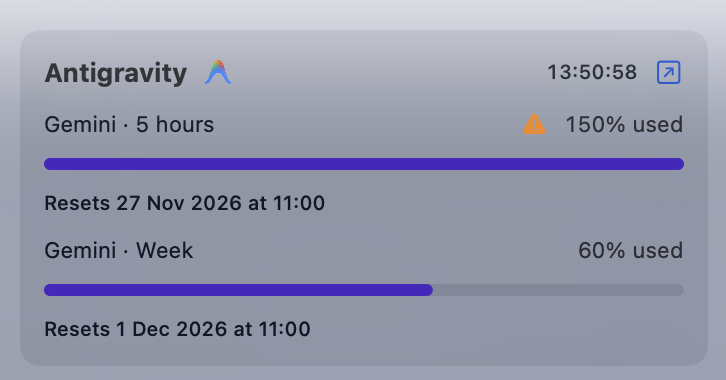 Antigravity 13:50:58
Gemini · 5 hours 150% used
Resets 27 Nov 2026 at 11:00
Gemini · Week 60% used
Resets 1 Dec 2026 at 11:00